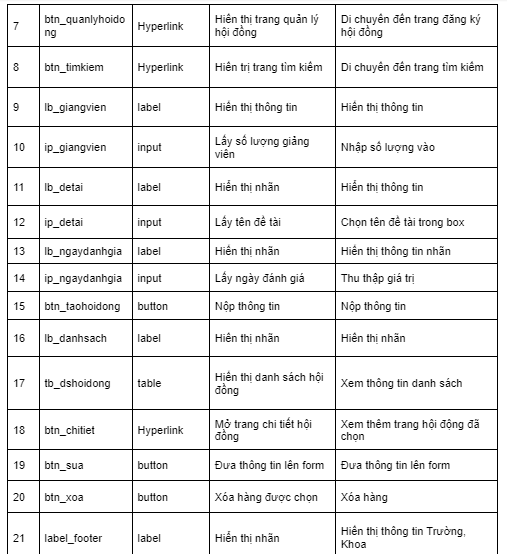 7 btn_quanlyhoido Hyperlink Hiển thị trang quản lý Di chuyển đến trang đăng ký
ng hội đồng hội đồng
8 btn_timkiem Hyperlink Hiển trị trang tìm kiếm Di chuyển đến trang tìm kiếm
9 lb_giangvien label Hiển thị thông tin Hiển thị thông tin
10 ip_giangvien input Lấy số lượng giảng Nhập số lượng vào
viên
11 lb_detai label Hiển thị nhãn Hiển thị thông tin
12 ip_detai input Lấy tên đề tài Chọn tên đề tài trong box
13 lb_ngaydanhgia label Hiển thị nhãn Hiển thị thông tin nhãn
14 ip_ngaydanhgia input Lấy ngày đánh giá Thu thập giá trị
15 btn_taohoidong button Nộp thông tin Nộp thông tin
16 lb_danhsach label Hiển thị nhãn Hiển thị nhãn
17 tb_dshoidong table Hiển thị danh sách hội Xem thông tin danh sách
đồng
18 btn_chitiet Hyperlink Mở trang chi tiết hội Xem thêm trang hội động đã
đồng chọn
19 btn_sua button Đưa thông tin lên form Đưa thông tin lên form
20 btn_xoa button Xóa hàng được chọn Xóa hàng
21 label_footer label Hiển thị nhãn Hiển thị thông tin Trường,
Khoa